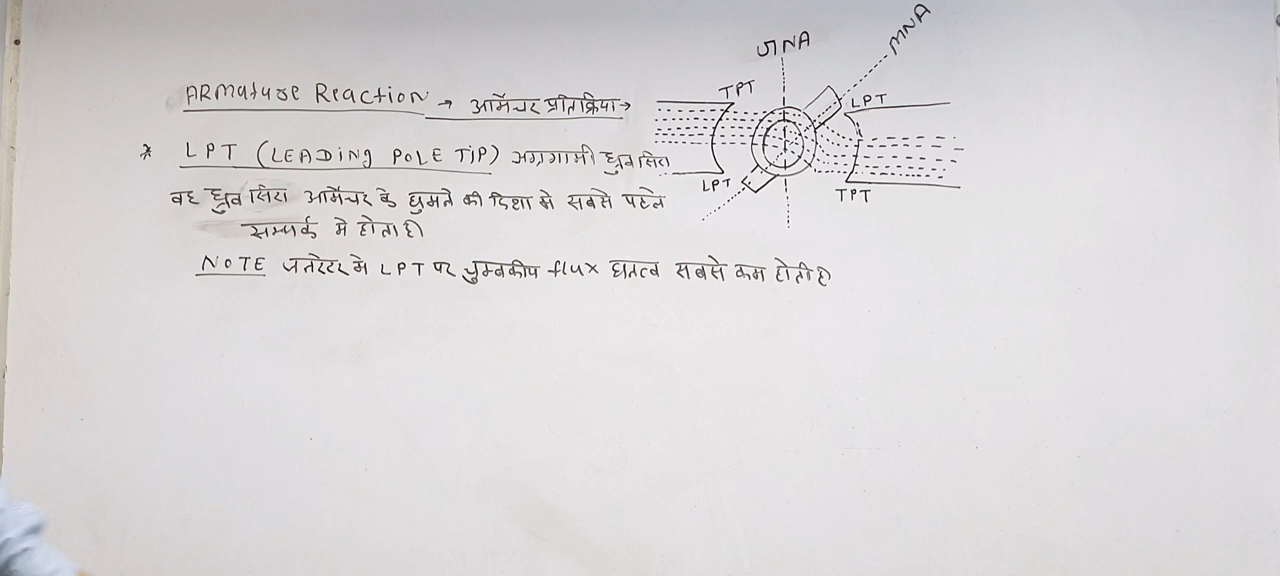 GNA
MNA
TPT
LPT
ARMature Reaction → आर्मेचर प्रतिक्रिया →
* LPT (LEADING POLE TIP) अग्रगामी ध्रुव सिरा
LPT
TPT
वह ध्रुव सिरा आर्मेचर के घुमने की दिशा मे सबसे पहले
सम्पर्क मे होता है।
NOTE जनरेटर मे LPT पर चुम्बकीय flux घनत्व सबसे कम होती है।